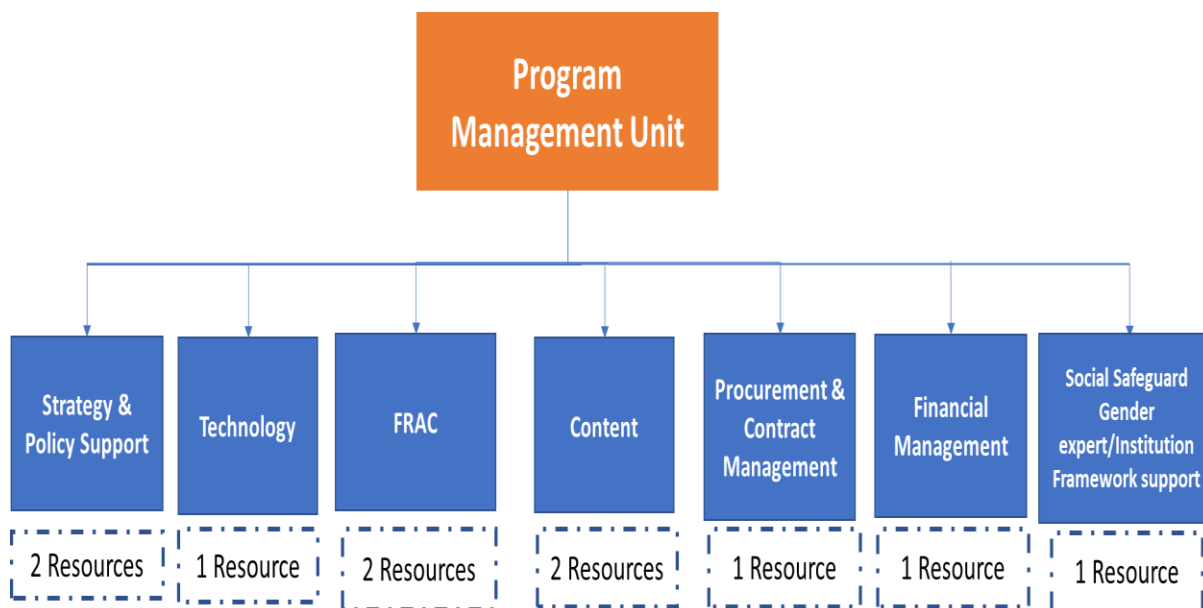 Program
Management Unit
Strategy &
Policy Support
Technology
FRAC
Content
Procurement &
Contract
Management
Financial
Management
Social Safeguard
Gender
expert/Institution
Framework support
2 Resources
1 Resource
2 Resources
2 Resources
1 Resource
1 Resource
1 Resource